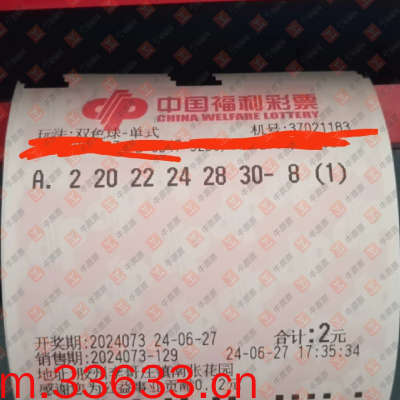 中国福利彩票
CHINA WELFARE LOTTERY
玩法:双色球-单式 机号:37021183
A. 2 20 22 24 28 30- 8 (1)
开奖期:2024073 24-06-27 合计:2元
销售期:2024073-129 24-06-27 17:35:34
m.33633.cn